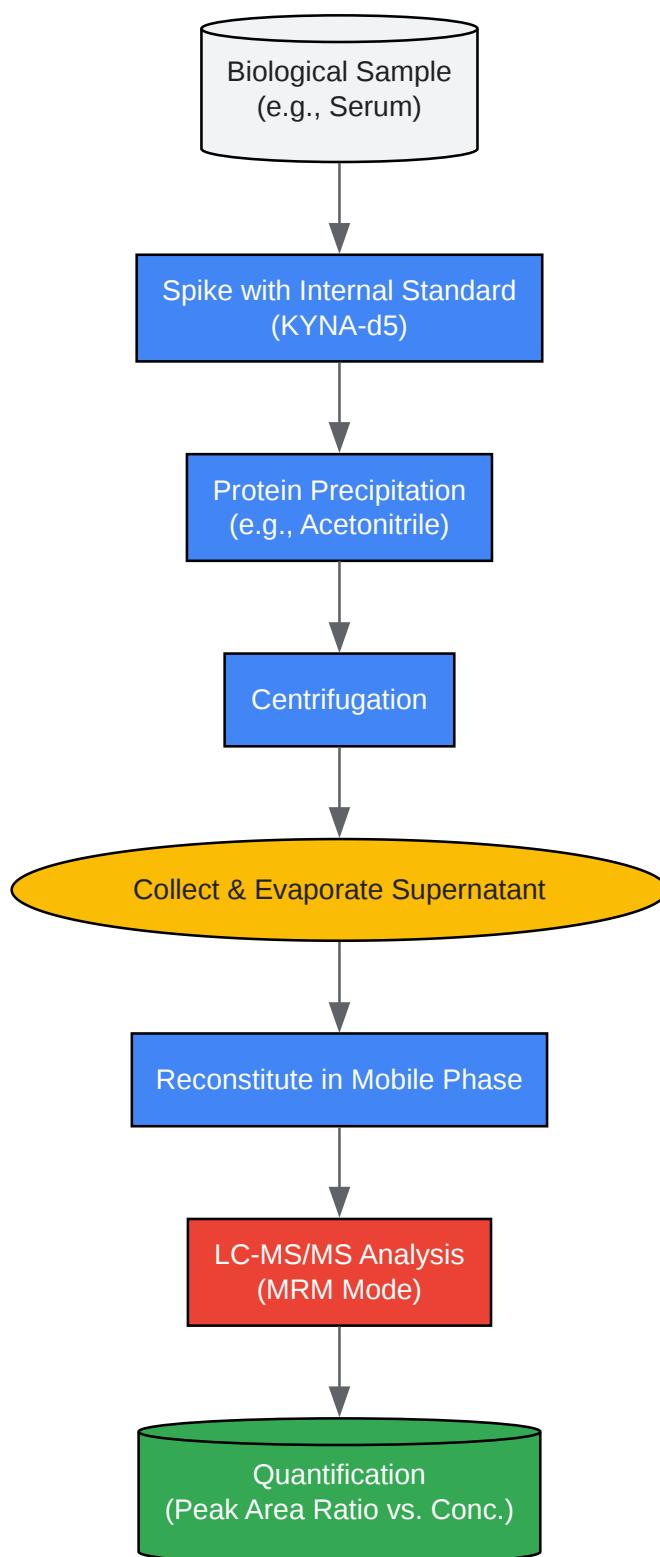 Biological Sample
(e.g., Serum)
Spike with Internal Standard
(KYNA-d5)
Protein Precipitation
(e.g., Acetonitrile)
Centrifugation
Collect & Evaporate Supernatant
Reconstitute in Mobile Phase
LC-MS/MS Analysis
(MRM Mode)
Quantification
(Peak Area Ratio vs. Conc.)